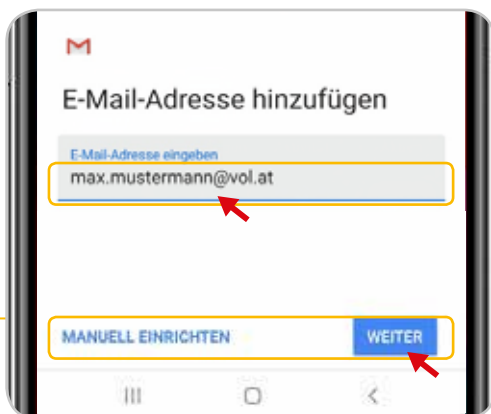 E-Mail-Adresse hinzufügen
E-Mail-Adresse eingeben
max.mustermann@vol.at
MANUELL EINRICHTEN WEITER